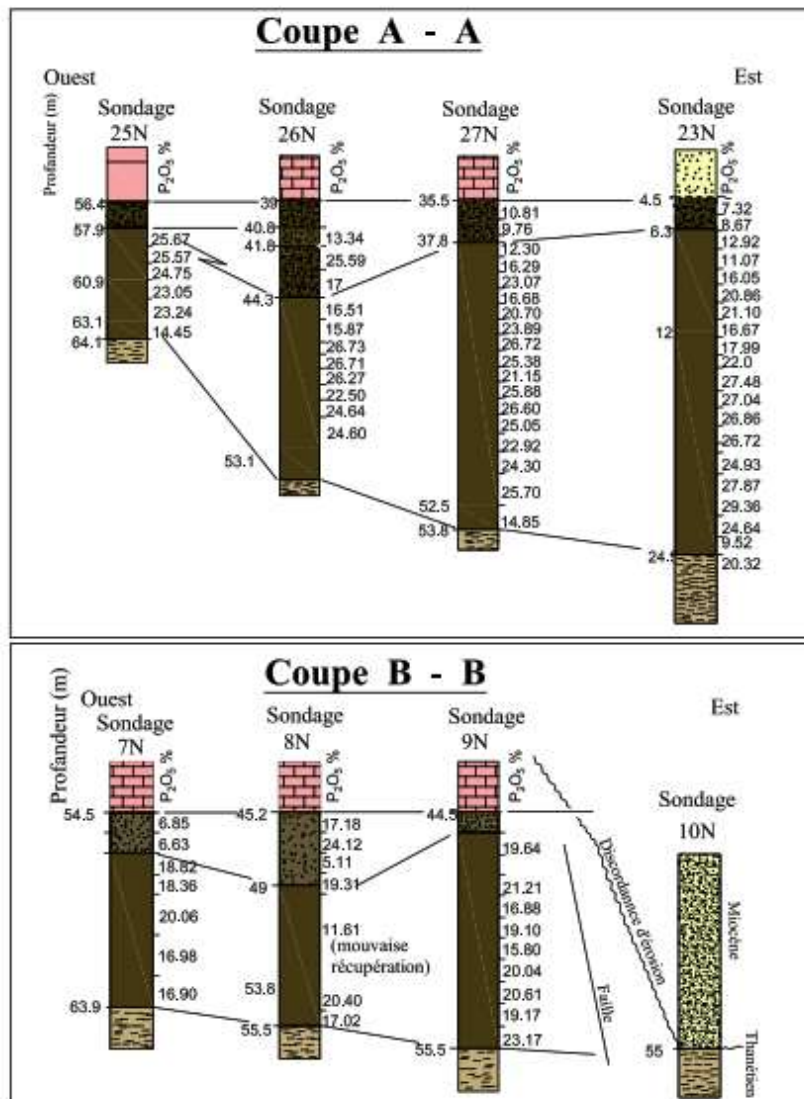 Coupe A - A
Ouest
Est
Profandeur (m)
Sondage
25N
P₂O₅ %
56.4
57.9
60.9
63.1
64.1
25.67
25.57
24.75
23.05
23.24
14.45
Sondage
26N
P₂O₅ %
39
40.8
41.8
44.3
53.1
13.34
25.59
17
16.51
15.87
26.73
26.71
26.27
22.50
24.64
24.60
Sondage
27N
P₂O₅ %
35.5
37.8
52.5
53.8
10.81
9.76
12.30
16.29
23.07
16.68
20.70
23.89
26.72
25.38
21.15
25.88
26.60
25.05
22.92
24.30
25.70
14.85
Sondage
23N
P₂O₅ %
4.5
6.3
12
7.32
8.67
12.92
11.07
16.05
20.86
21.10
16.67
17.99
22.0
27.48
27.04
26.86
26.72
24.93
27.87
29.36
24.64
9.52
20.32
Coupe B - B
Ouest
Est
Profandeur (m)
Sondage
7N
P₂O₅ %
54.5
63.9
6.85
6.63
18.82
18.36
20.06
16.98
16.90
Sondage
8N
P₂O₅ %
45.2
49
53.8
55.5
17.18
24.12
5.11
19.31
11.61
(mouvaise
récupération)
20.40
17.02
Sondage
9N
P₂O₅ %
44.5
55.5
19.64
21.21
16.88
19.10
15.80
20.04
20.61
19.17
23.17
Faille
Discordannce d'érosion
Sondage
10N
55
Miocène
Thanétien